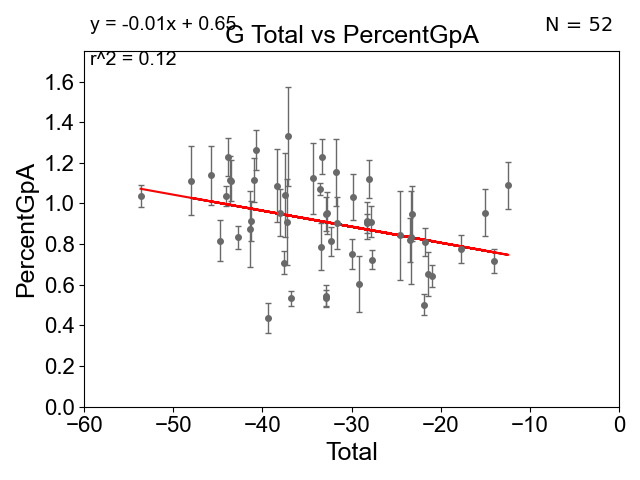 y = -0.01x + 0.65
N = 52
G Total vs PercentGpA
r^2 = 0.12
PercentGpA
1.6
1.4
1.2
1.0
0.8
0.6
0.4
0.2
0.0
−60 −50 −40 −30 −20 −10 0
Total